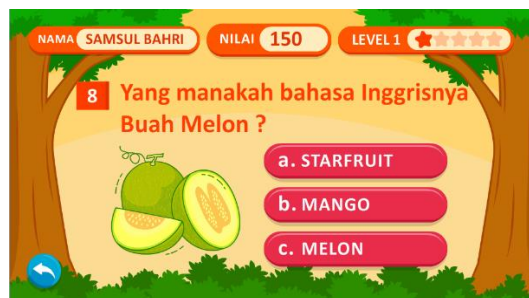 NAMA SAMSUL BAHRI NILAI 150 LEVEL 1
8 Yang manakah bahasa Inggrisnya
Buah Melon ?
a. STARFRUIT
b. MANGO
c. MELON